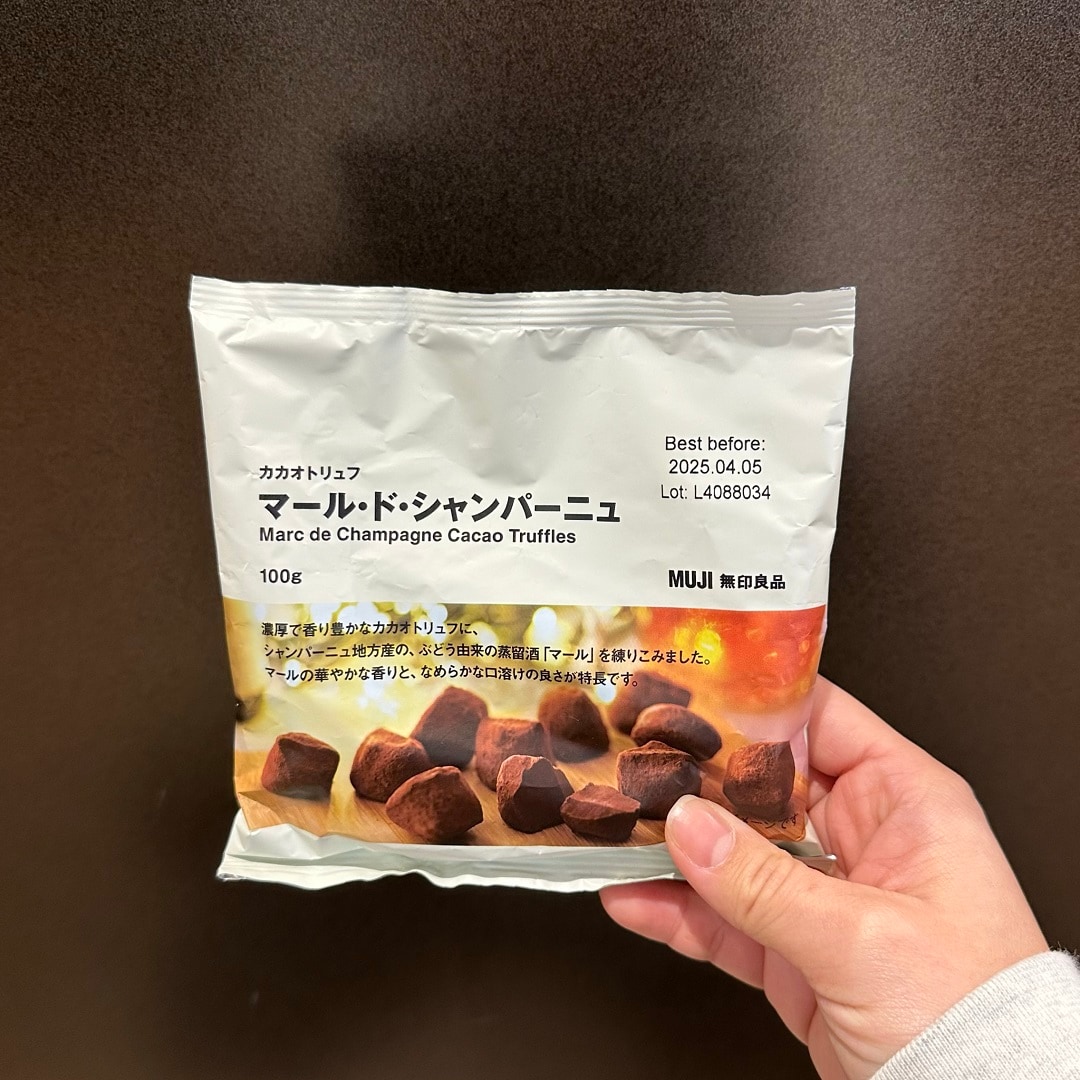 カカオトリュフ
マール・ド・シャンパーニュ
Marc de Champagne Cacao Truffles
100g
Best before:
2025.04.05
Lot: L4088034
MUJI 無印良品
濃厚で香り豊かなカカオトリュフに、
シャンパーニュ地方産の、ぶどう由来の蒸留酒「マール」を練りこみました。
マールの華やかな香りと、なめらかな口溶けの良さが特長です。